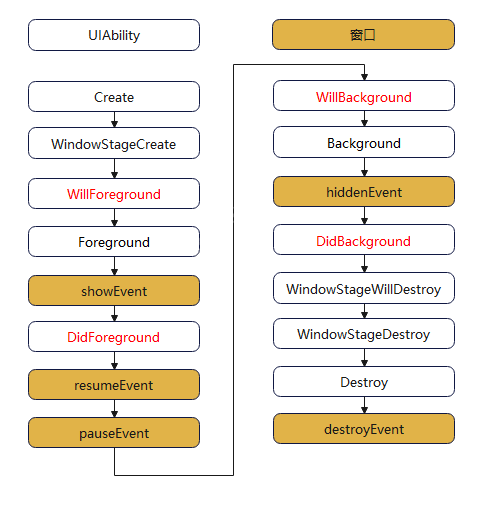 UIAbility
窗口
Create
WindowStageCreate
WillForeground
Foreground
showEvent
DidForeground
resumeEvent
pauseEvent
WillBackground
Background
hiddenEvent
DidBackground
WindowStageWillDestroy
WindowStageDestroy
Destroy
destroyEvent